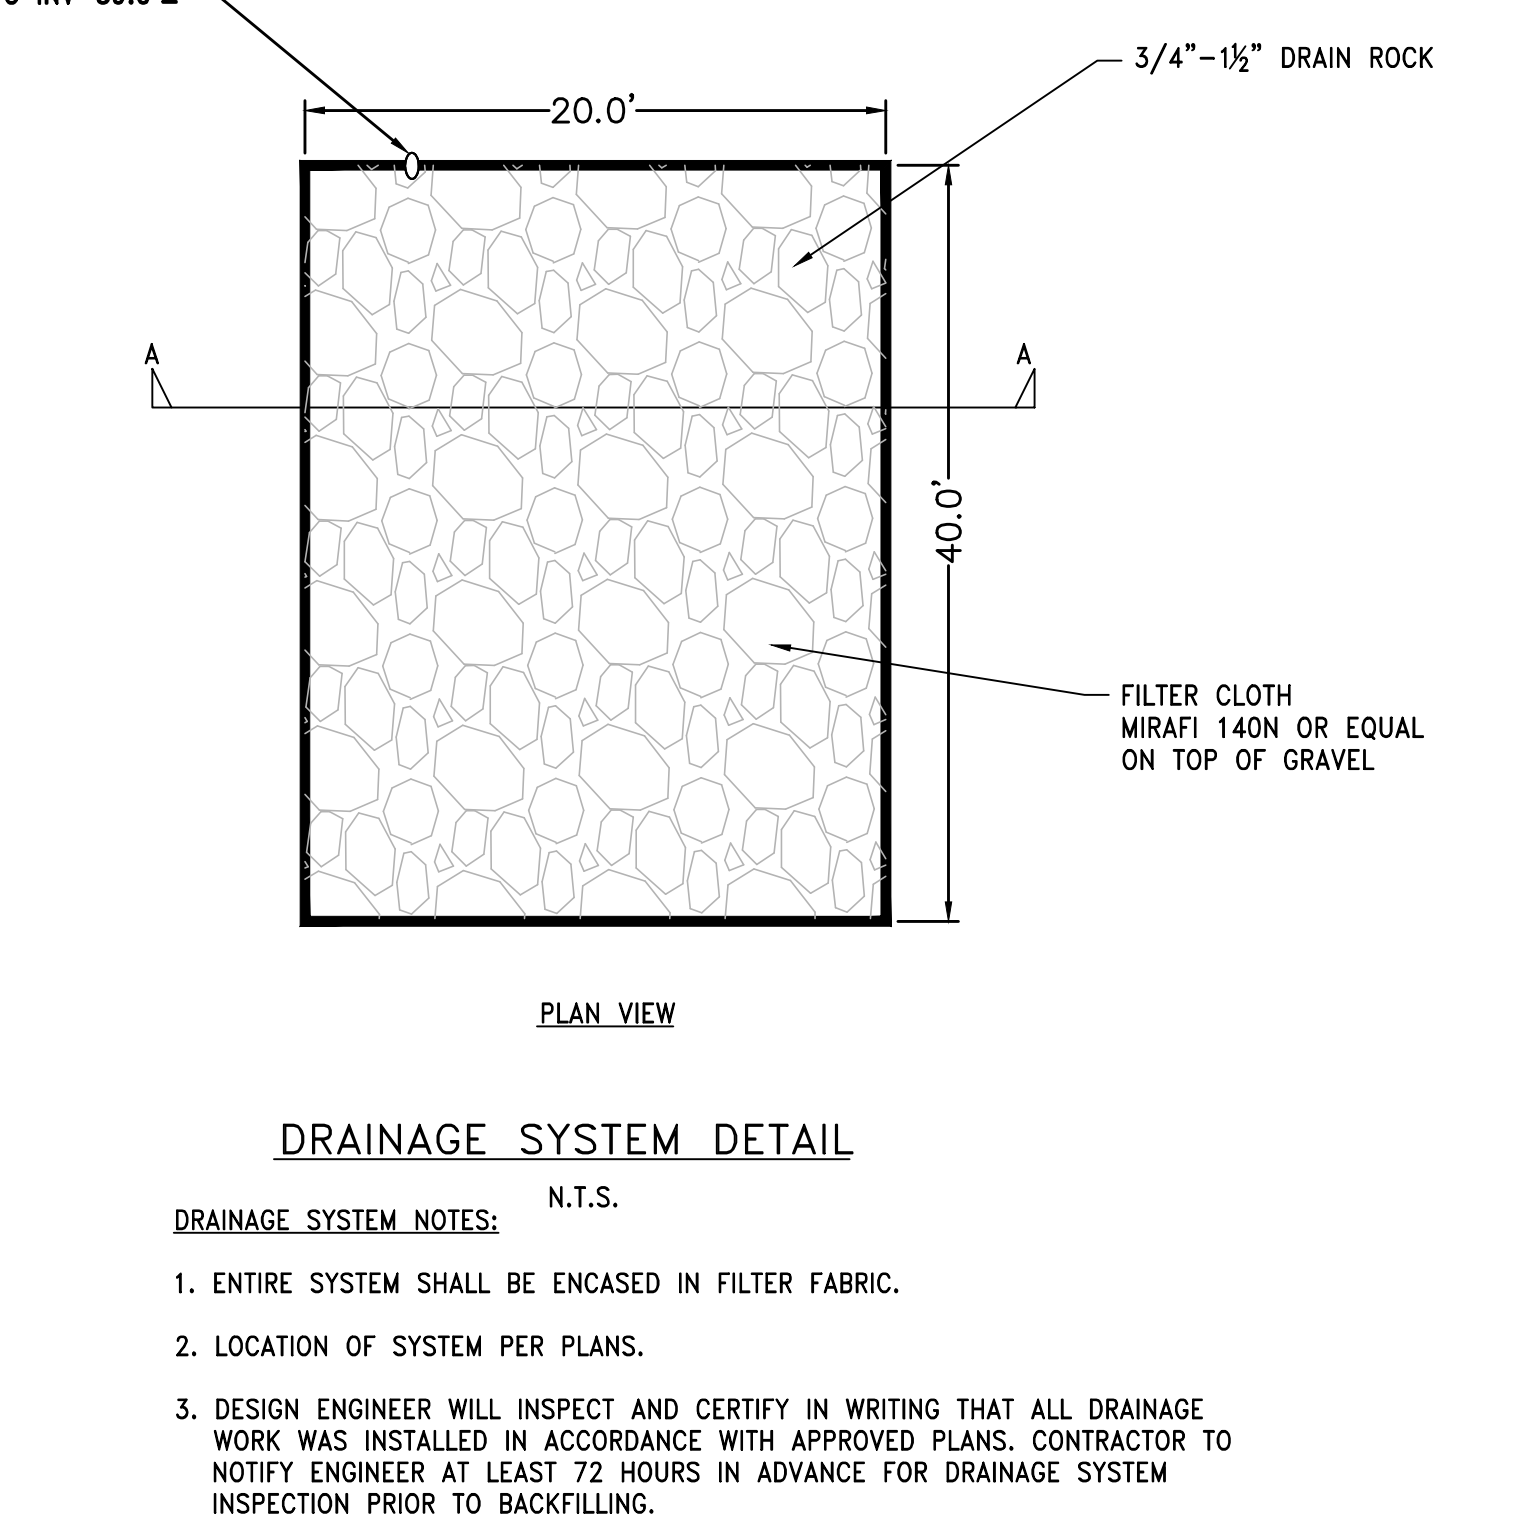 3/4"-1½" DRAIN ROCK
20.0'
A A
40.0'
FILTER CLOTH
MIRAFI 140N OR EQUAL
ON TOP OF GRAVEL
PLAN VIEW
DRAINAGE SYSTEM DETAIL
N.T.S.
DRAINAGE SYSTEM NOTES:
1. ENTIRE SYSTEM SHALL BE ENCASED IN FILTER FABRIC.
2. LOCATION OF SYSTEM PER PLANS.
3. DESIGN ENGINEER WILL INSPECT AND CERTIFY IN WRITING THAT ALL DRAINAGE
WORK WAS INSTALLED IN ACCORDANCE WITH APPROVED PLANS. CONTRACTOR TO
NOTIFY ENGINEER AT LEAST 72 HOURS IN ADVANCE FOR DRAINAGE SYSTEM
INSPECTION PRIOR TO BACKFILLING.